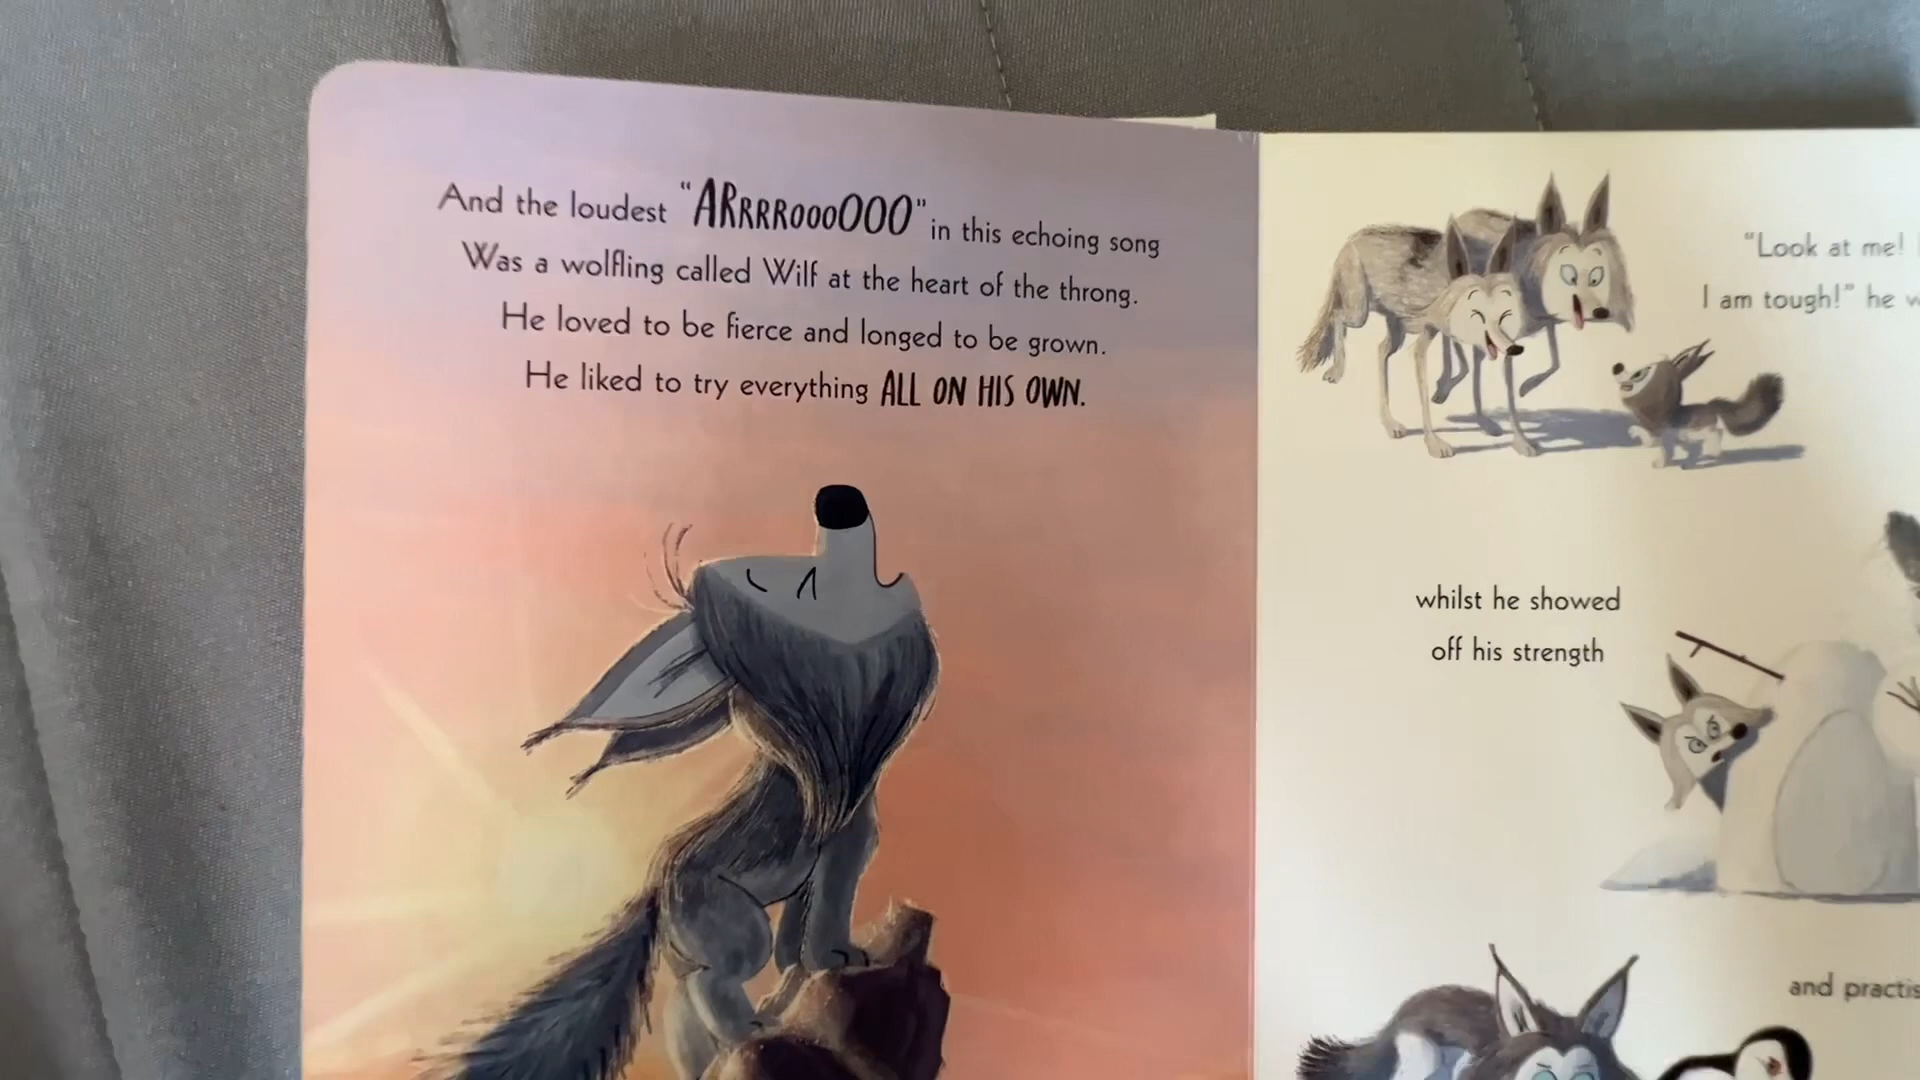 And the loudest "ARRRROOOOOO" in this echoing song
Was a wolfling called Wilf at the heart of the throng.
He loved to be fierce and longed to be grown.
He liked to try everything ALL ON HIS OWN.
"Look at me!
I am tough!" he
whilst he showed
off his strength
and